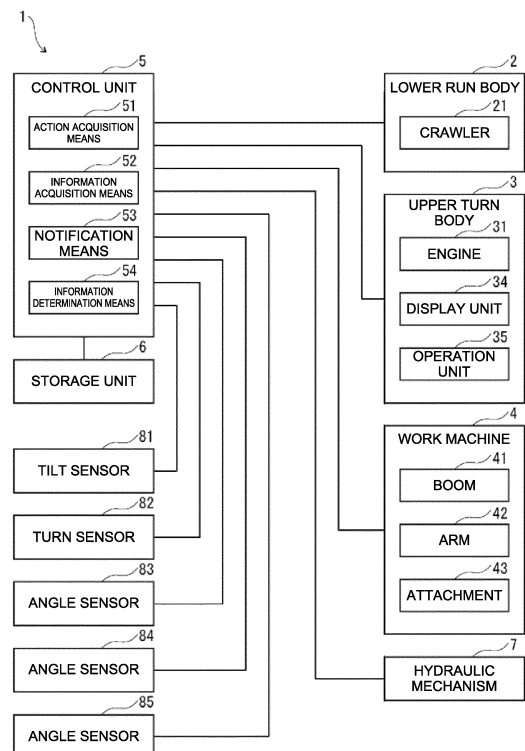 1
5
CONTROL UNIT
51
ACTION ACQUISITION
MEANS
52
INFORMATION
ACQUISITION MEANS
53
NOTIFICATION
MEANS
54
INFORMATION
DETERMINATION MEANS
6
STORAGE UNIT
81
TILT SENSOR
82
TURN SENSOR
83
ANGLE SENSOR
84
ANGLE SENSOR
85
ANGLE SENSOR
2
LOWER RUN BODY
21
CRAWLER
3
UPPER TURN
BODY
31
ENGINE
34
DISPLAY UNIT
35
OPERATION
UNIT
4
WORK MACHINE
41
BOOM
42
ARM
43
ATTACHMENT
7
HYDRAULIC
MECHANISM